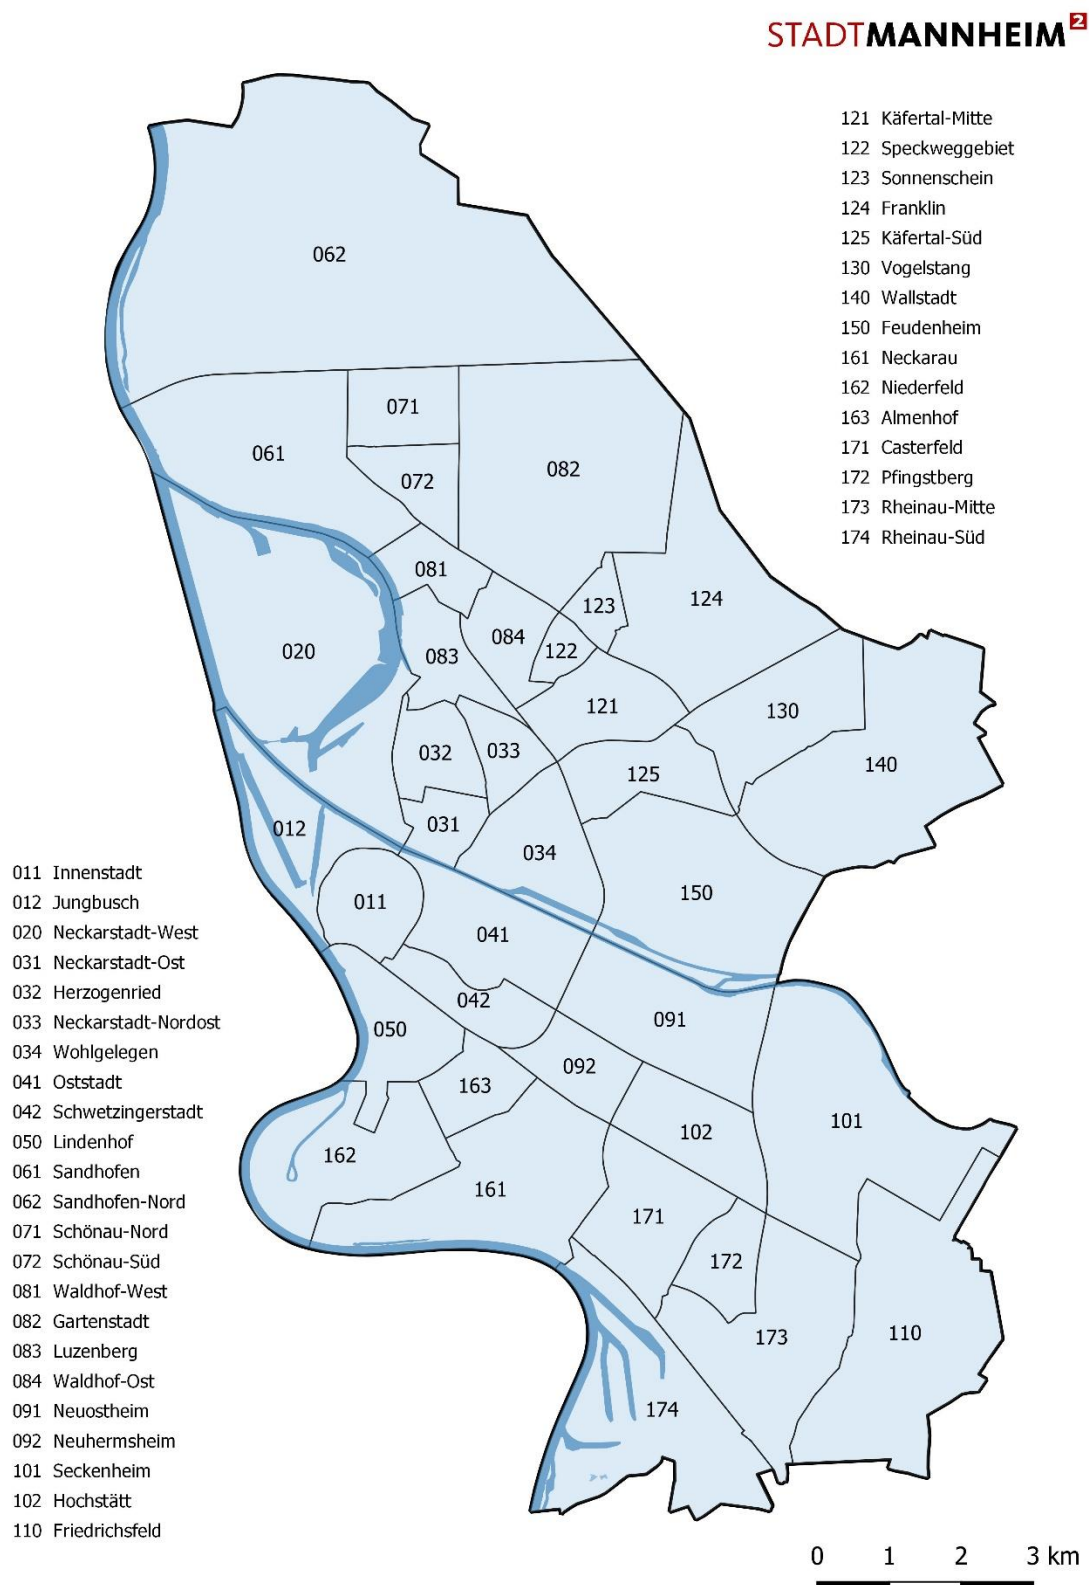 STADTMANNHEIM²
121 Käfertal-Mitte
122 Speckweggebiet
123 Sonnenschein
124 Franklin
125 Käfertal-Süd
130 Vogelstang
140 Wallstadt
150 Feudenheim
161 Neckarau
162 Niederfeld
163 Almenhof
171 Casterfeld
172 Pfingstberg
173 Rheinau-Mitte
174 Rheinau-Süd
062
071
061
082
072
081
123
124
084
020
083
122
121
130
032
033
125
140
012
031
034
150
011
041
042
050
091
092
163
102
101
162
161
171
172
173
110
174
011 Innenstadt
012 Jungbusch
020 Neckarstadt-West
031 Neckarstadt-Ost
032 Herzogenried
033 Neckarstadt-Nordost
034 Wohlgelegen
041 Oststadt
042 Schwetzingerstadt
050 Lindenhof
061 Sandhofen
062 Sandhofen-Nord
071 Schönau-Nord
072 Schönau-Süd
081 Waldhof-West
082 Gartenstadt
083 Luzenberg
084 Waldhof-Ost
091 Neuostheim
092 Neuhermsheim
101 Seckenheim
102 Hochstätt
110 Friedrichsfeld
0 1 2 3 km